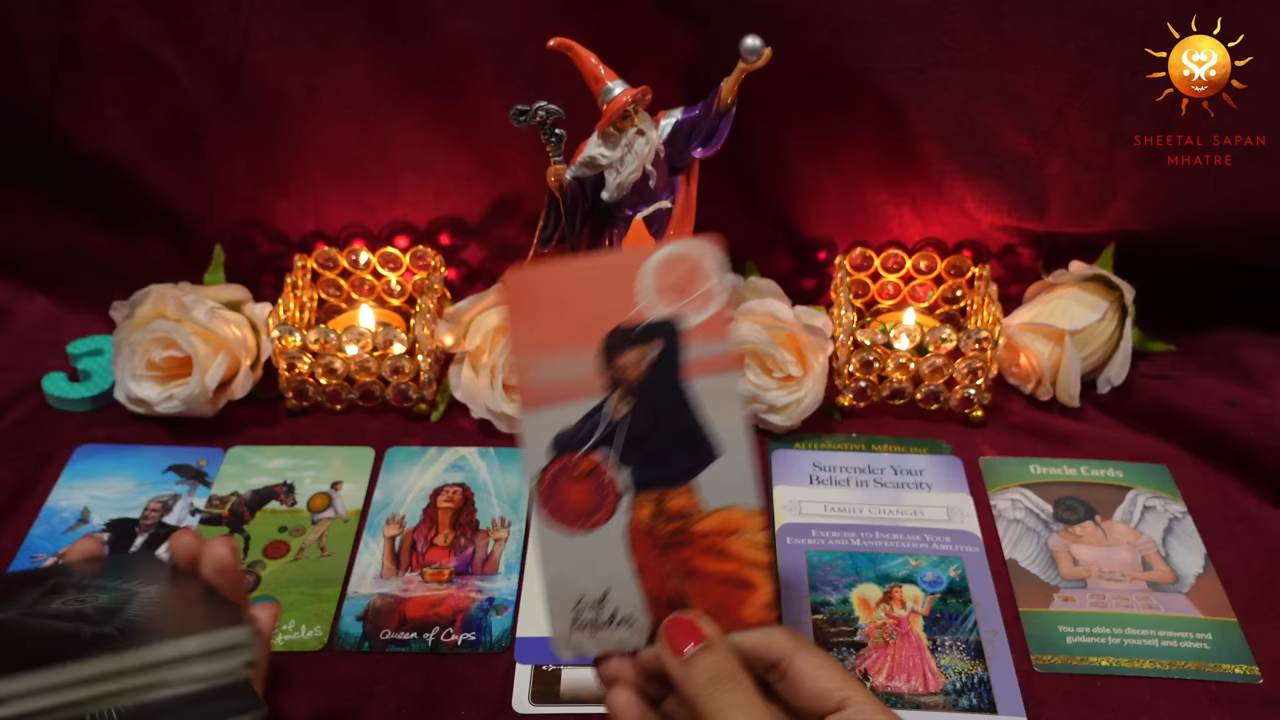 SHEETAL SAPAN
MHATRE
of
Queen of Cups
ALTERNATIVE MEDICINE
Surrender Your
Belief in Scarcity
FAMILY CHANGES
EXERCISE TO INCREASE YOUR
ENERGY AND MANIFESTATION ABILITIES
Oracle Cards
You are able to discern answers and
guidance for yourself and others.